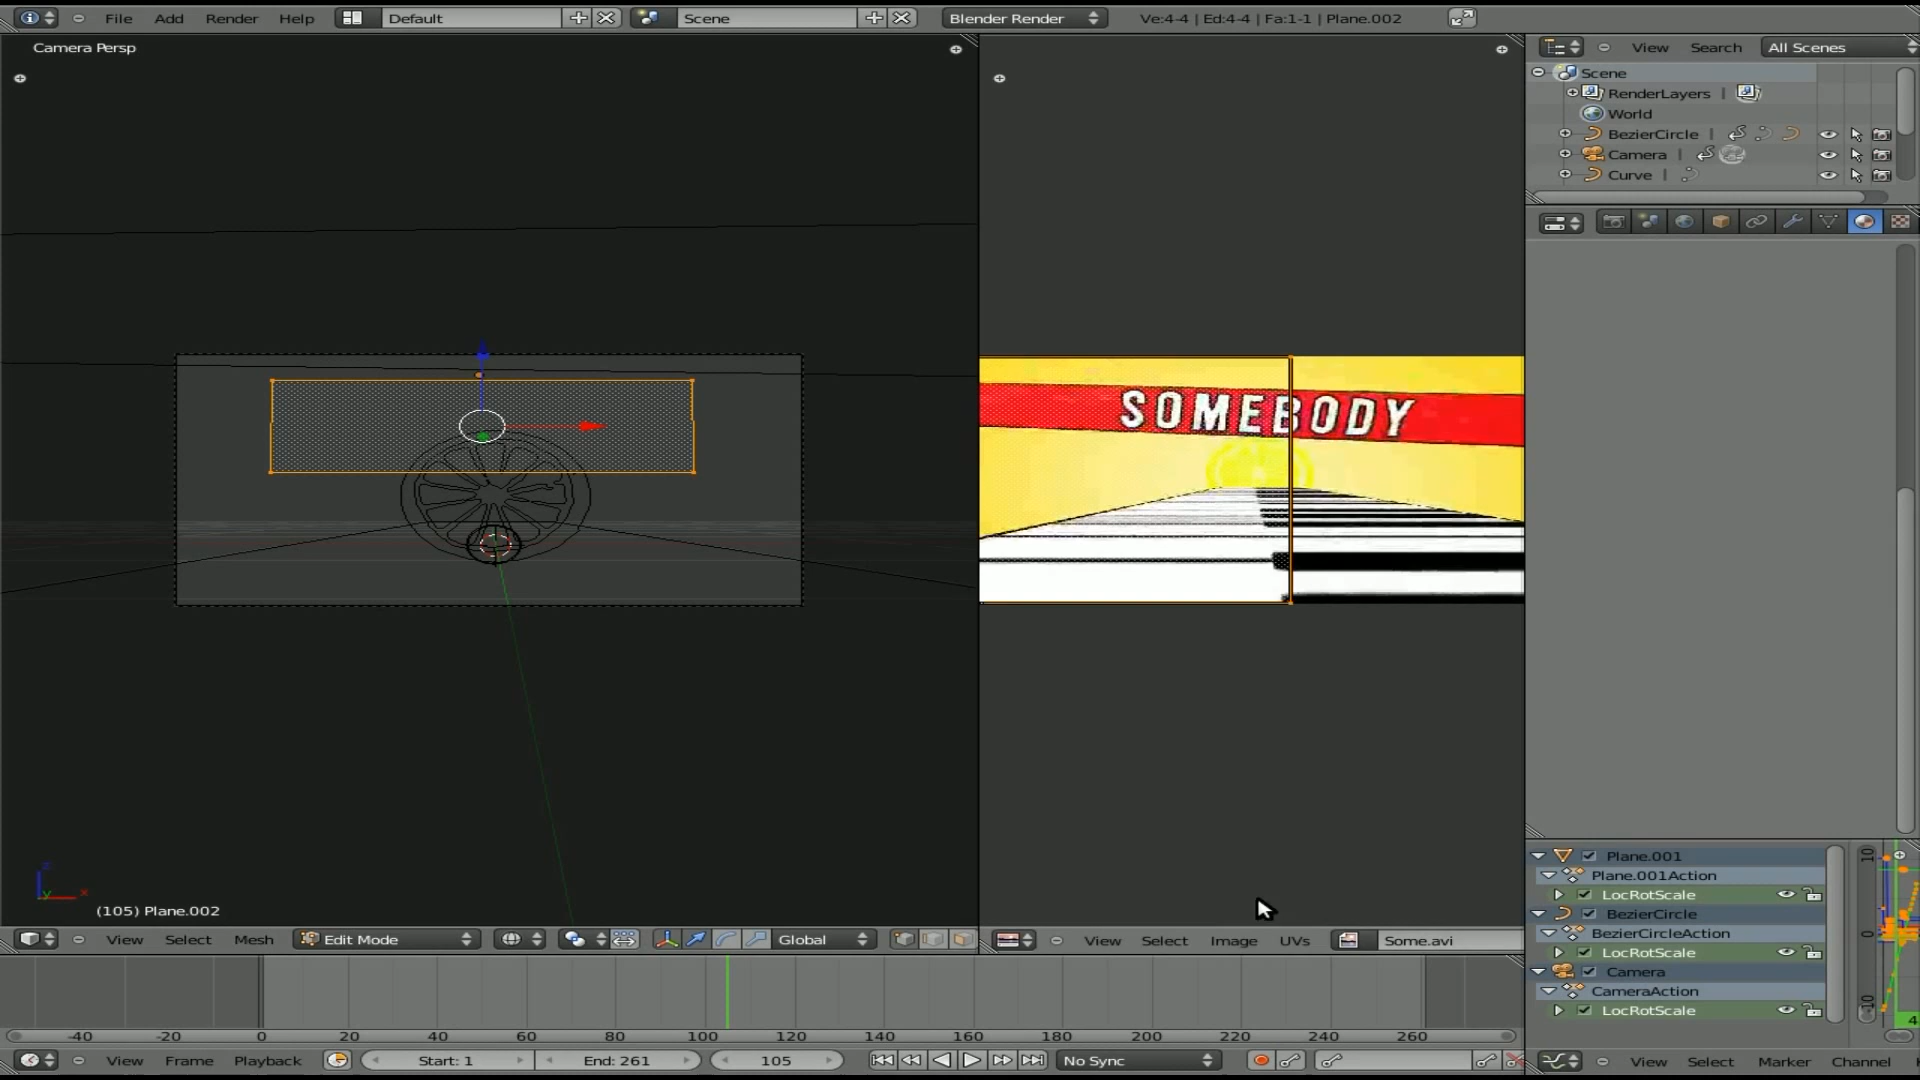 File Add Render Help Default Scene Blender Render Ve:4-4 | Ed:4-4 | Fa:1-1 | Plane.002
Camera Persp
View Search All Scenes
Scene
RenderLayers
World
BezierCircle
Camera
Curve
SOMEBODY
z
y x
(105) Plane.002
View Select Mesh Edit Mode Global
View Select Image UVs Some.avi
Plane.001
Plane.001Action
LocRotScale
BezierCircle
BezierCircleAction
LocRotScale
Camera
CameraAction
LocRotScale
10
0
-10
4
-40 -20 0 20 40 60 80 100 120 140 160 180 200 220 240 260
View Frame Playback Start: 1 End: 261 105 No Sync
View Select Marker Channel